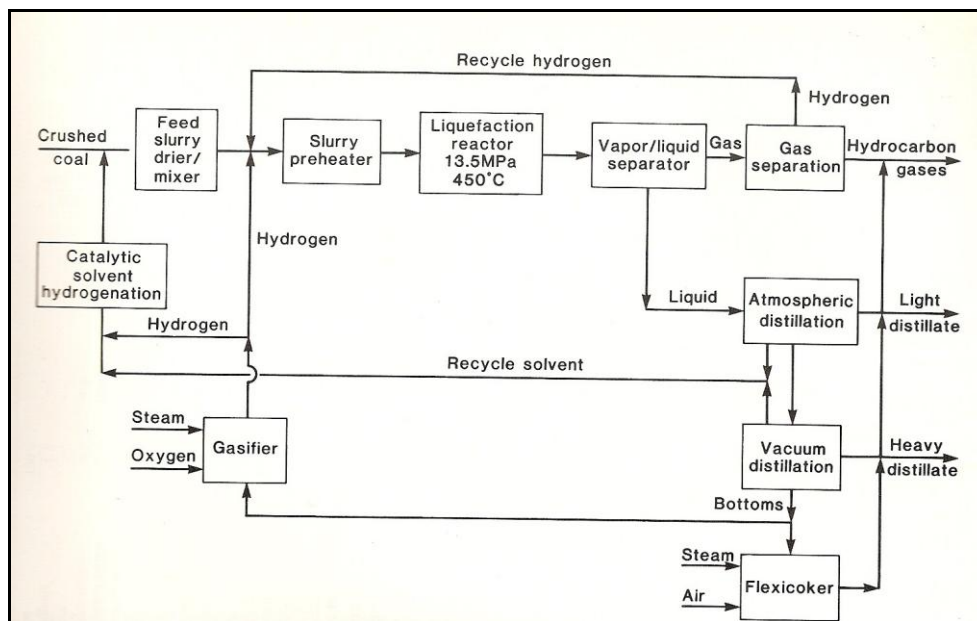 Recycle hydrogen
Hydrogen
Crushed
coal
Feed
slurry
drier/
mixer
Slurry
preheater
Liquefaction
reactor
13.5MPa
450°C
Vapor/liquid
separator
Gas
Gas
separation
Hydrocarbon
gases
Hydrogen
Catalytic
solvent
hydrogenation
Hydrogen
Liquid
Atmospheric
distillation
Light
distillate
Recycle solvent
Steam
Oxygen
Gasifier
Vacuum
distillation
Heavy
distillate
Bottoms
Steam
Air
Flexicoker